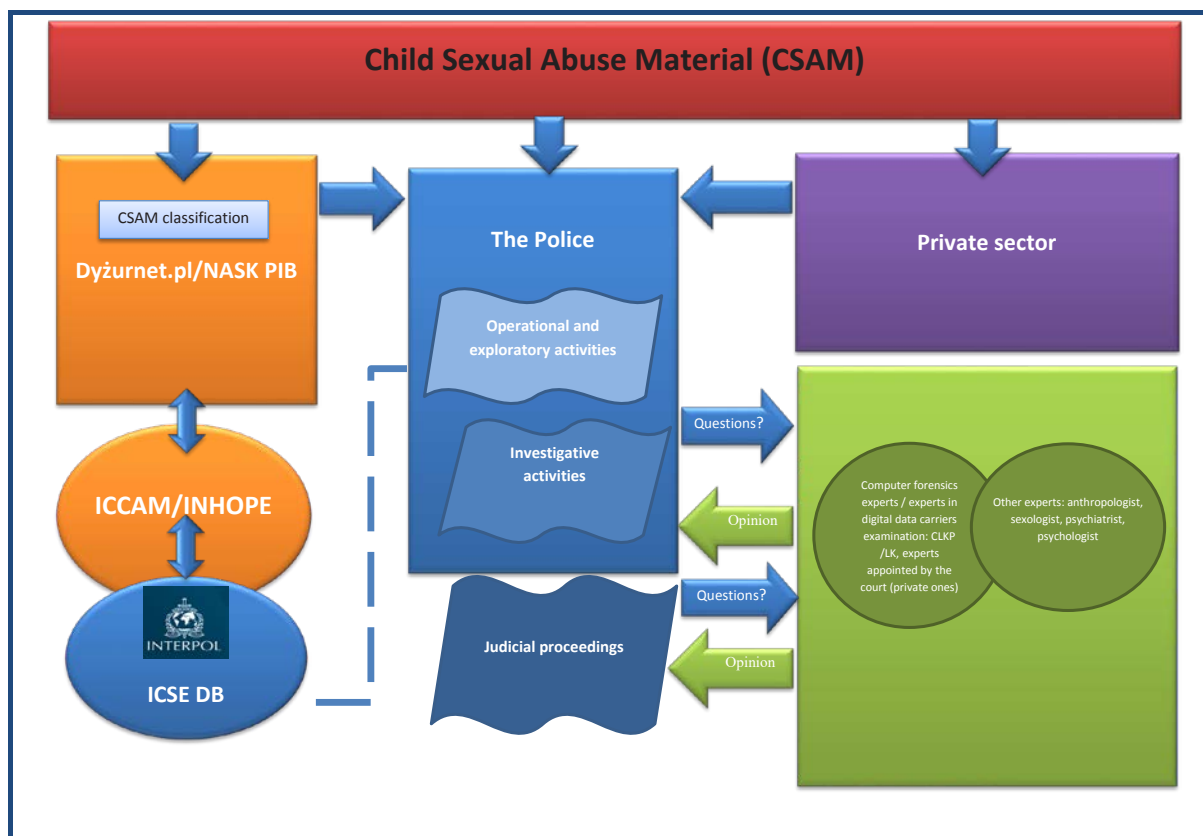 Child Sexual Abuse Material (CSAM)
CSAM classification
Dyżurnet.pl/NASK PIB
The Police
Private sector
Operational and
exploratory activities
Investigative
activities
Questions?
Opinion
ICCAM/INHOPE
INTERPOL
ICSE DB
Judicial proceedings
Questions?
Opinion
Computer forensics
experts / experts in
digital data carriers
examination: CLKP
/LK, experts
appointed by the
court (private ones)
Other experts: anthropologist,
sexologist, psychiatrist,
psychologist